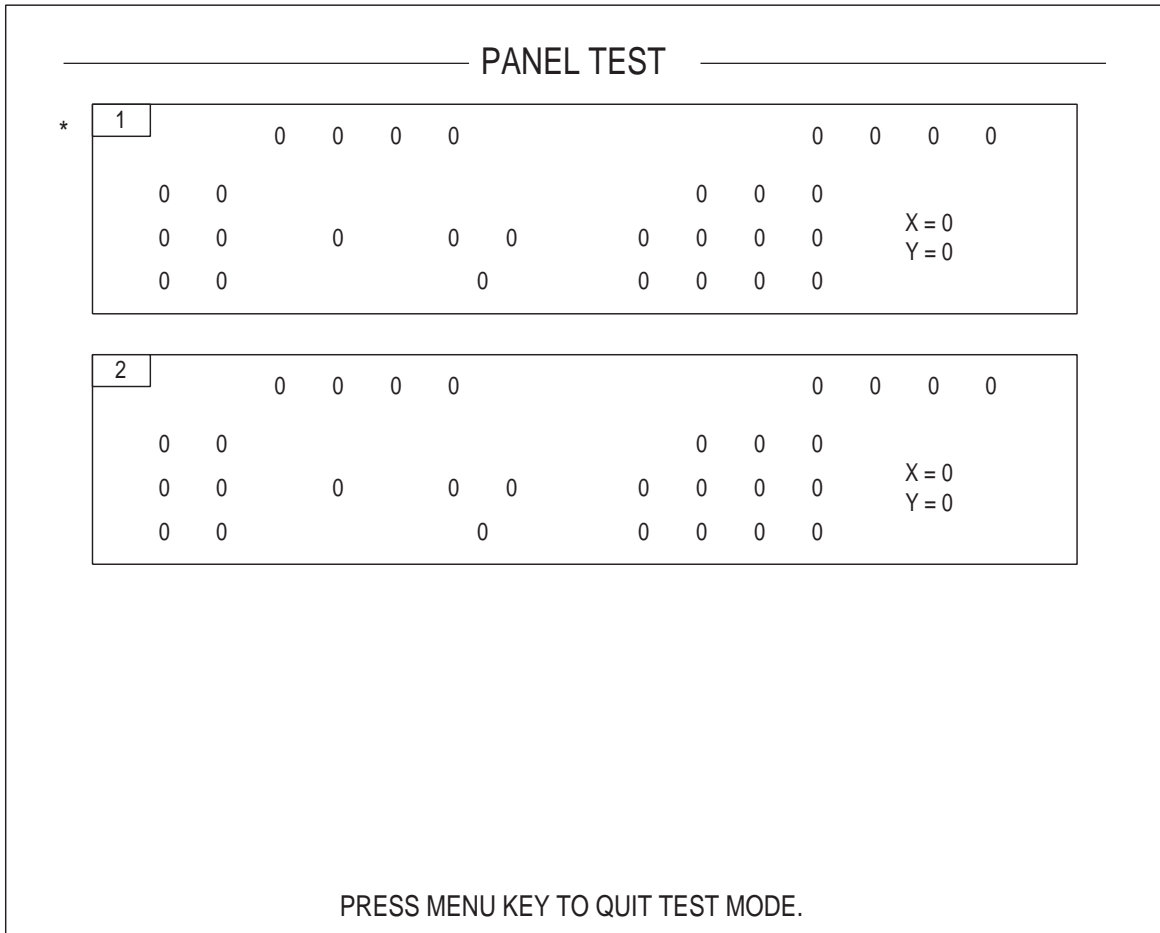 PANEL TEST
* 1
0 0 0 0 0 0 0 0
0 0 0 0 0
X = 0
0 0 0 0 0 0 0 0 0
Y = 0
0 0 0 0 0 0 0
2
0 0 0 0 0 0 0 0
0 0 0 0 0
X = 0
0 0 0 0 0 0 0 0 0
Y = 0
0 0 0 0 0 0 0
PRESS MENU KEY TO QUIT TEST MODE.